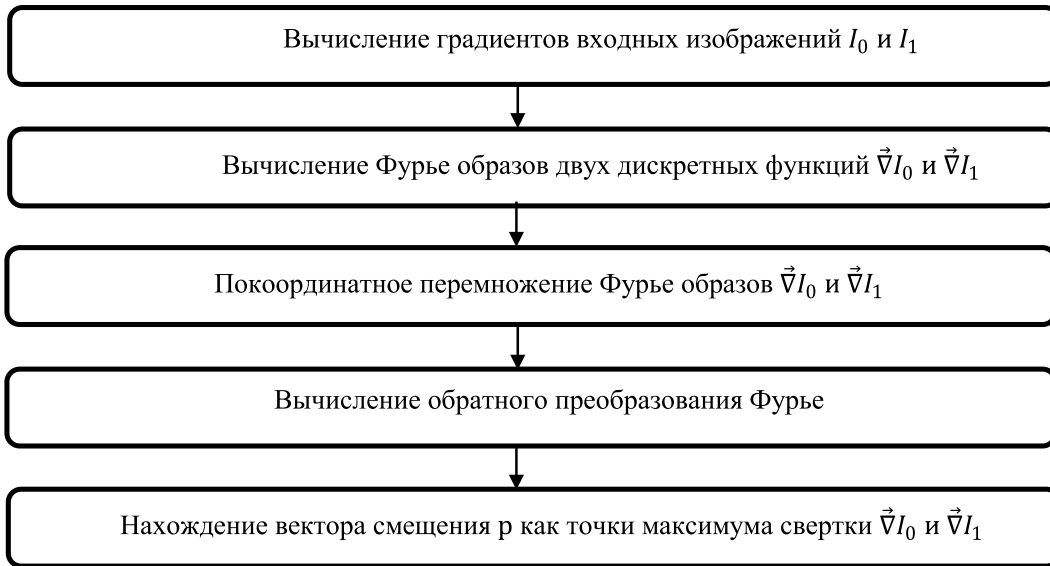 Вычисление градиентов входных изображений I₀ и I₁
Вычисление Фурье образов двух дискретных функций ∇⃗I₀ и ∇⃗I₁
Покоординатное перемножение Фурье образов ∇⃗I₀ и ∇⃗I₁
Вычисление обратного преобразования Фурье
Нахождение вектора смещения p как точки максимума свертки ∇⃗I₀ и ∇⃗I₁